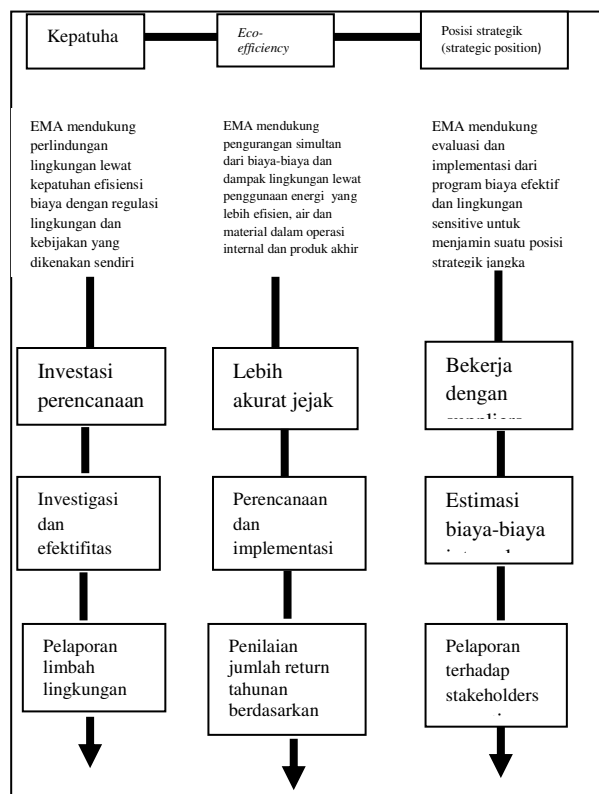 Kepatuha
Eco-
efficiency
Posisi strategik
(strategic position)
EMA mendukung
perlindungan
lingkungan lewat
kepatuhan efisiensi
biaya dengan regulasi
lingkungan dan
kebijakan yang
dikenakan sendiri
EMA mendukung
pengurangan simultan
dari biaya-biaya dan
dampak lingkungan lewat
penggunaan energi yang
lebih efisien, air dan
material dalam operasi
internal dan produk akhir
EMA mendukung
evaluasi dan
implementasi dari
program biaya efektif
dan lingkungan
sensitive untuk
menjamin suatu posisi
strategik jangka
Investasi
perencanaan
Lebih
akurat jejak
Bekerja
dengan
suppliers
Investigasi
dan
efektifitas
Perencanaan
dan
implementasi
Estimasi
biaya-biaya
Pelaporan
limbah
lingkungan
Penilaian
jumlah return
tahunan
berdasarkan
Pelaporan
terhadap
stakeholders